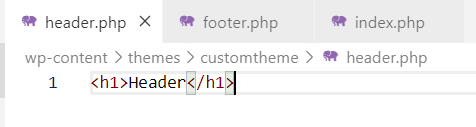 header.php × footer.php index.php
wp-content > themes > customtheme > header.php
1 <h1>Header</h1>